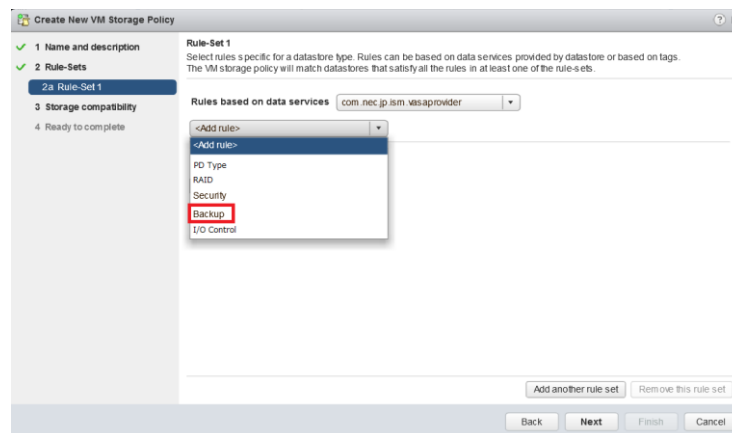 Create New VM Storage Policy
1 Name and description
2 Rule-Sets
2a Rule-Set 1
3 Storage compatibility
4 Ready to complete
Rule-Set 1
Select rules specific for a datastore type. Rules can be based on data services provided by datastore or based on tags.
The VM storage policy will match datastores that satisfy all the rules in at least one of the rule-sets.
Rules based on data services com.nec.jp.ism.vasaprovider
<Add rule>
<Add rule>
PD Type
RAID
Security
Backup
I/O Control
Add another rule set Remove this rule set
Back Next Finish Cancel